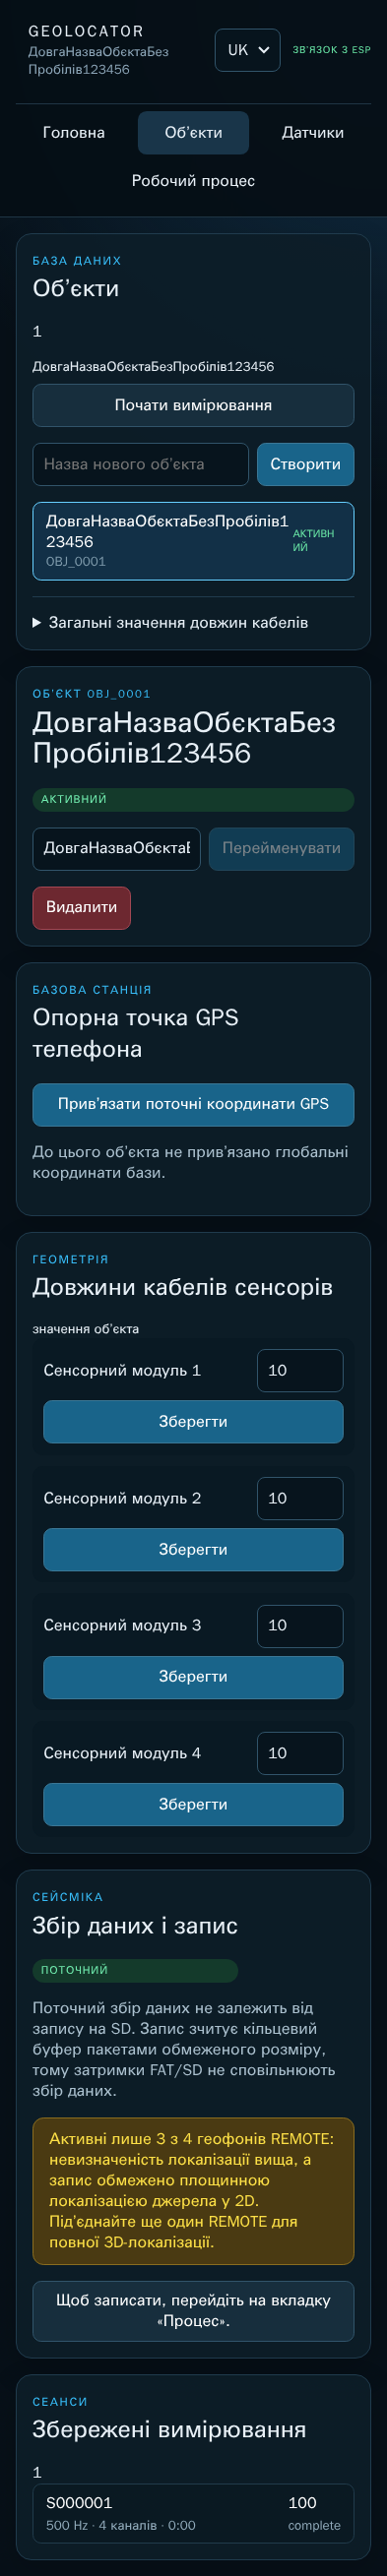 GEOLOCATOR
ДовгаНазваОбєктаБез
Пробілів123456
UK
ЗВ'ЯЗОК З ESP
Головна
Об'єкти
Датчики
Робочий процес
БАЗА ДАНИХ
Об'єкти
1
ДовгаНазваОбєктаБезПробілів123456
Почати вимірювання
Назва нового об'єкта
Створити
ДовгаНазваОбєктаБезПробілів1
23456
OBJ_0001
АКТИВН
ИЙ
Загальні значення довжин кабелів
ОБ'ЄКТ OBJ_0001
ДовгаНазваОбєктаБез
Пробілів123456
АКТИВНИЙ
ДовгаНазваОбєктаБ
Перейменувати
Видалити
БАЗОВА СТАНЦІЯ
Опорна точка GPS
телефона
Прив'язати поточні координати GPS
До цього об'єкта не прив'язано глобальні
координати бази.
ГЕОМЕТРІЯ
Довжини кабелів сенсорів
значення об'єкта
Сенсорний модуль 1
10
Зберегти
Сенсорний модуль 2
10
Зберегти
Сенсорний модуль 3
10
Зберегти
Сенсорний модуль 4
10
Зберегти
СЕЙСМІКА
Збір даних і запис
ПОТОЧНИЙ
Поточний збір даних не залежить від
запису на SD. Запис зчитує кільцевий
буфер пакетами обмеженого розміру,
тому затримки FAT/SD не сповільнюють
збір даних.
Активні лише 3 з 4 геофонів REMOTE:
невизначеність локалізації вища, а
запис обмежено площинною
локалізацією джерела у 2D.
Під'єднайте ще один REMOTE для
повної 3D-локалізації.
Щоб записати, перейдіть на вкладку
«Процес».
СЕАНСИ
Збережені вимірювання
1
S000001
100
500 Hz · 4 каналів · 0:00
complete